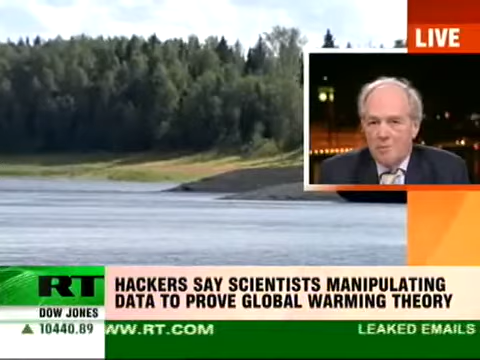 LIVE
RT
HACKERS SAY SCIENTISTS MANIPULATING
DATA TO PROVE GLOBAL WARMING THEORY
DOW JONES
10440.89
WW.RT.COM
LEAKED EMAILS